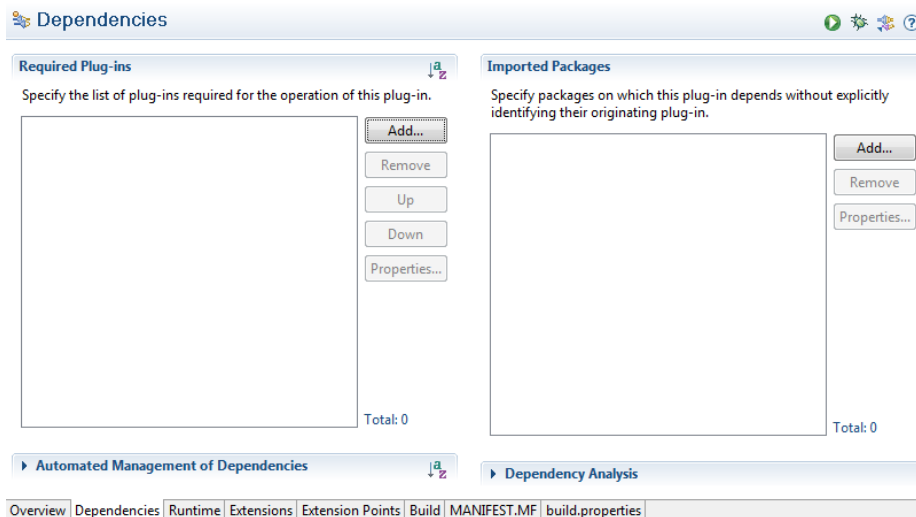 Dependencies
Required Plug-ins
Specify the list of plug-ins required for the operation of this plug-in.
Add...
Remove
Up
Down
Properties...
Total: 0
Automated Management of Dependencies
Imported Packages
Specify packages on which this plug-in depends without explicitly
identifying their originating plug-in.
Add...
Remove
Properties...
Total: 0
Dependency Analysis
Overview Dependencies Runtime Extensions Extension Points Build MANIFEST.MF build.properties